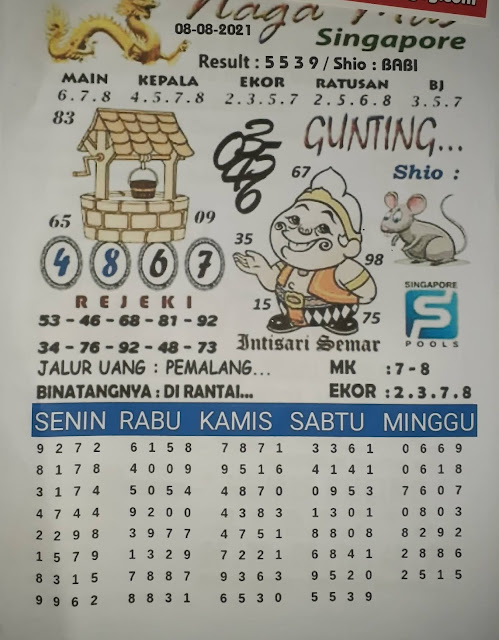 g.com
Naga Mas
08-08-2021
Singapore
Result : 5 5 3 9 / Shio : BABI
MAIN KEPALA EKOR RATUSAN BJ
6.7.8 4.5.7.8 2.3.5.7 2.5.6.8 3.5.7
83
GUNTING...
67
Shio :
65 09
35
98
4 8 6 7
15
75
REJEKI
53 - 46 - 68 - 81 - 92
34 - 76 - 92 - 48 - 73
Intisari Semar
SINGAPORE
POOLS
JALUR UANG : PEMALANG... MK : 7 - 8
BINATANGNYA : DI RANTAI... EKOR : 2.3.7.8
SENIN RABU KAMIS SABTU MINGGU
9 2 7 2 6 1 5 8 7 8 7 1 3 3 6 1 0 6 6 9
8 1 7 8 4 0 0 9 9 5 1 6 4 1 4 1 0 6 1 8
3 1 7 4 5 0 5 4 4 8 7 0 0 9 5 3 7 6 0 7
4 7 4 4 9 2 0 0 4 3 8 3 1 3 0 1 0 8 0 3
2 2 9 8 3 9 7 7 4 7 5 1 8 8 0 8 8 2 9 2
1 5 7 9 1 3 2 9 7 2 2 1 6 8 4 1 2 8 8 6
8 3 1 5 7 8 8 7 9 3 6 3 9 5 2 0 2 5 1 5
9 9 6 2 8 8 3 1 6 5 3 0 5 5 3 9